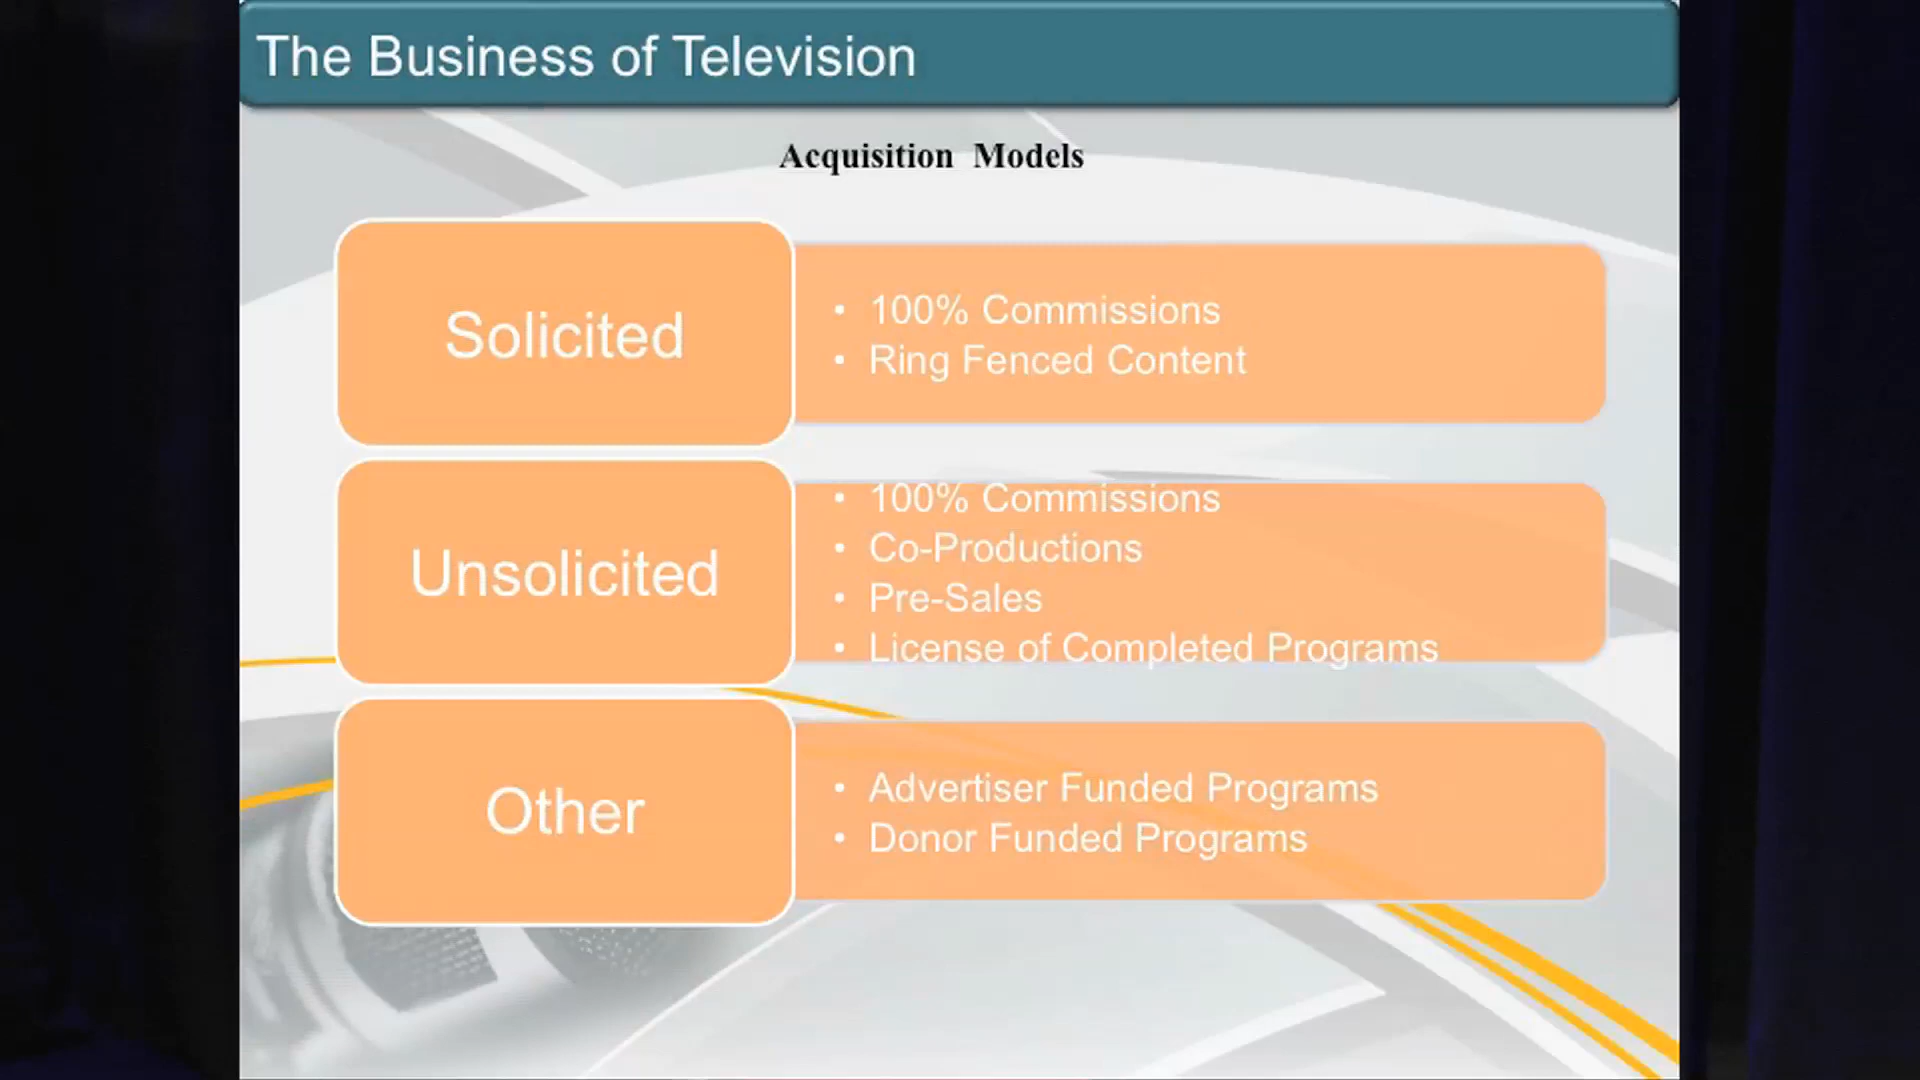 The Business of Television
Acquisition Models
Solicited
• 100% Commissions
• Ring Fenced Content
Unsolicited
• 100% Commissions
• Co-Productions
• Pre-Sales
• License of Completed Programs
Other
• Advertiser Funded Programs
• Donor Funded Programs